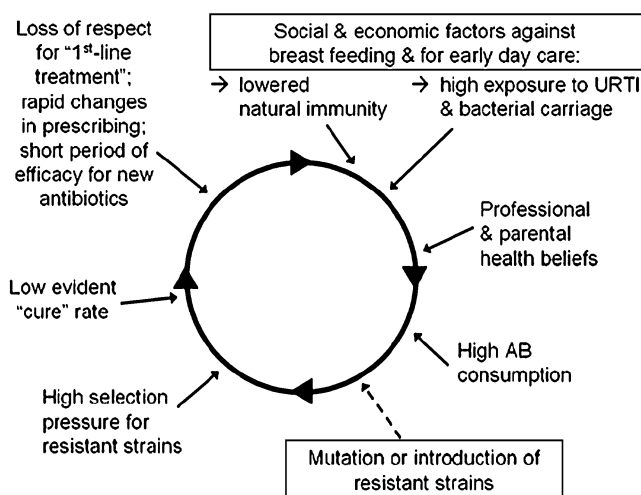 Loss of respect
for “1st-line
treatment”;
rapid changes
in prescribing;
short period of
efficacy for new
antibiotics
Social & economic factors against
breast feeding & for early day care:
→ lowered
natural immunity
→ high exposure to URTI
& bacterial carriage
Professional
& parental
health beliefs
High AB
consumption
Mutation or introduction of
resistant strains
High selection
pressure for
resistant strains
Low evident
“cure” rate